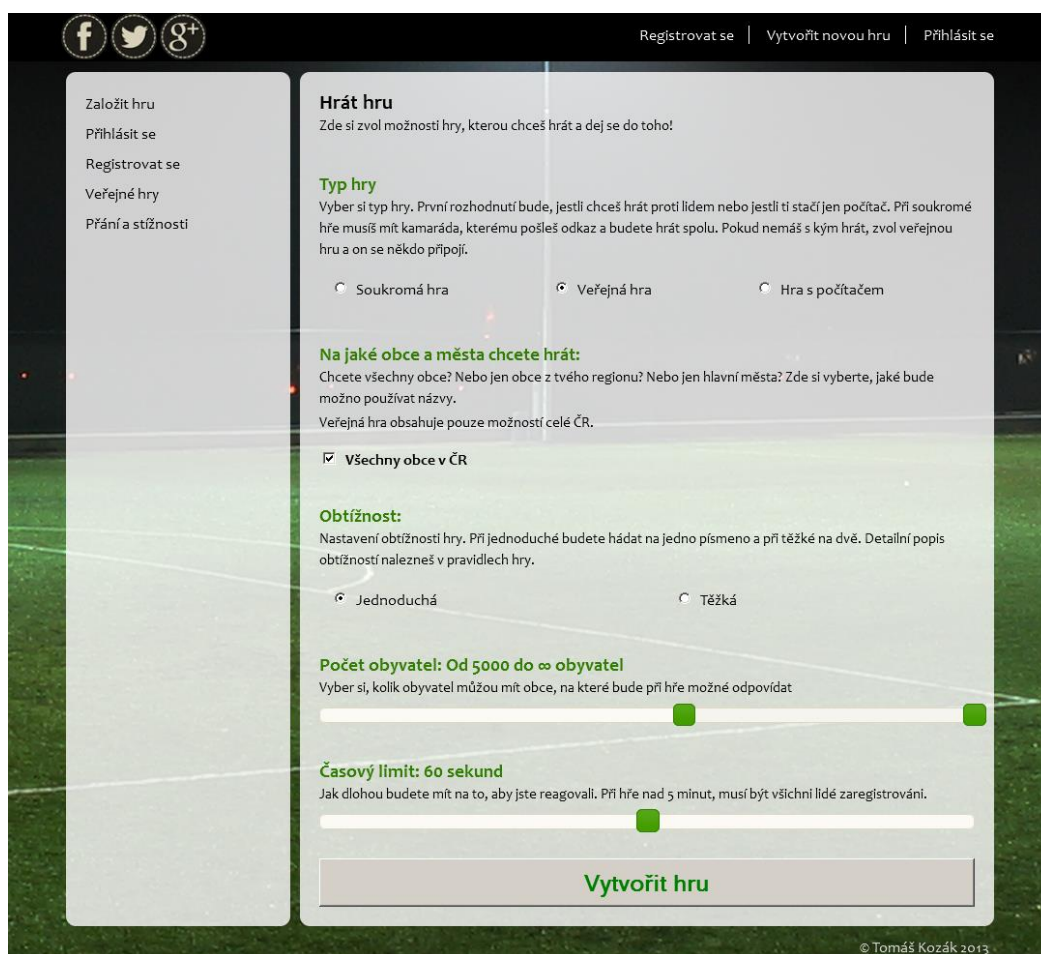 f g+
Registrovat se | Vytvořit novou hru | Přihlásit se
Založit hru
Přihlásit se
Registrovat se
Veřejné hry
Přání a stížnosti
Hrát hru
Zde si zvol možnosti hry, kterou chceš hrát a dej se do toho!
Typ hry
Vyber si typ hry. První rozhodnutí bude, jestli chceš hrát proti lidem nebo jestli ti stačí jen počítač. Při soukromé
hře musíš mít kamaráda, kterému pošleš odkaz a budete hrát spolu. Pokud nemáš s kým hrát, zvol veřejnou
hru a on se někdo připojí.
Soukromá hra Veřejná hra Hra s počítačem
Na jaké obce a města chcete hrát:
Chcete všechny obce? Nebo jen obce z tvého regionu? Nebo jen hlavní města? Zde si vyberte, jaké bude
možno používat názvy.
Veřejná hra obsahuje pouze možností celé ČR.
Všechny obce v ČR
Obtížnost:
Nastavení obtížnosti hry. Při jednoduché budete hádat na jedno písmeno a při těžké na dvě. Detailní popis
obtížností nalezneš v pravidlech hry.
Jednoduchá Těžká
Počet obyvatel: Od 5000 do ∞ obyvatel
Vyber si, kolik obyvatel můžou mít obce, na které bude při hře možné odpovídat
Časový limit: 60 sekund
Jak dlohou budete mít na to, aby jste reagovali. Při hře nad 5 minut, musí být všichni lidé zaregistrováni.
Vytvořit hru
© Tomáš Kozák 2013